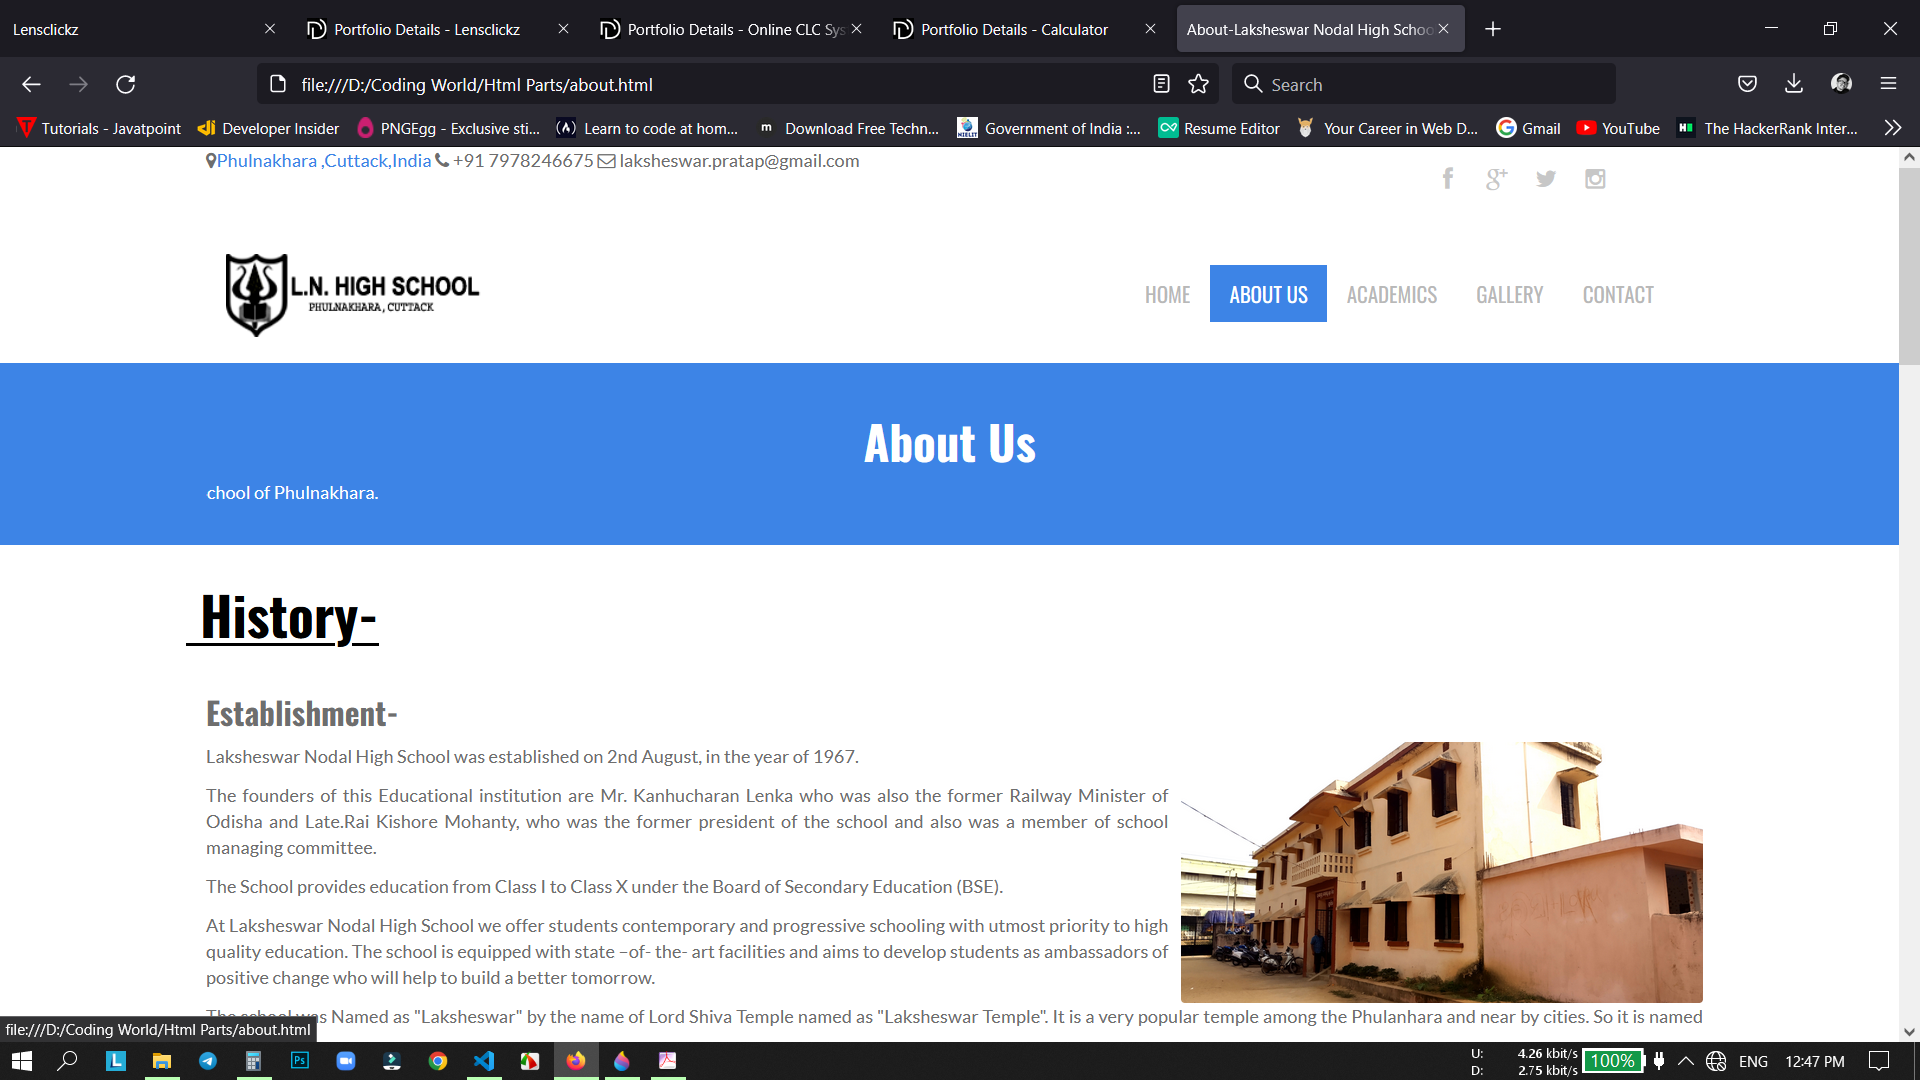 Lensclickz
Portfolio Details - Lensclickz
Portfolio Details - Online CLC Sys
Portfolio Details - Calculator
About-Laksheswar Nodal High Schoo
file:///D:/Coding World/Html Parts/about.html
Search
Tutorials - Javatpoint
Developer Insider
PNGEgg - Exclusive sti...
Learn to code at hom...
Download Free Techn...
Government of India :...
Resume Editor
Your Career in Web D...
Gmail
YouTube
The HackerRank Inter...
Phulnakhara ,Cuttack,India +91 7978246675 laksheswar.pratap@gmail.com
L.N. HIGH SCHOOL
PHULNAKHARA, CUTTACK
HOME
ABOUT US
ACADEMICS
GALLERY
CONTACT
About Us
chool of Phulnakhara.
History-
Establishment-
Laksheswar Nodal High School was established on 2nd August, in the year of 1967.
The founders of this Educational institution are Mr. Kanhucharan Lenka who was also the former Railway Minister of
Odisha and Late.Rai Kishore Mohanty, who was the former president of the school and also was a member of school
managing committee.
The School provides education from Class I to Class X under the Board of Secondary Education (BSE).
At Laksheswar Nodal High School we offer students contemporary and progressive schooling with utmost priority to high
quality education. The school is equipped with state –of- the- art facilities and aims to develop students as ambassadors of
positive change who will help to build a better tomorrow.
The school was Named as "Laksheswar" by the name of Lord Shiva Temple named as "Laksheswar Temple". It is a very popular temple among the Phulanhara and near by cities. So it is named
file:///D:/Coding World/Html Parts/about.html
U: 4.26 kbit/s
D: 2.75 kbit/s
100%
ENG
12:47 PM